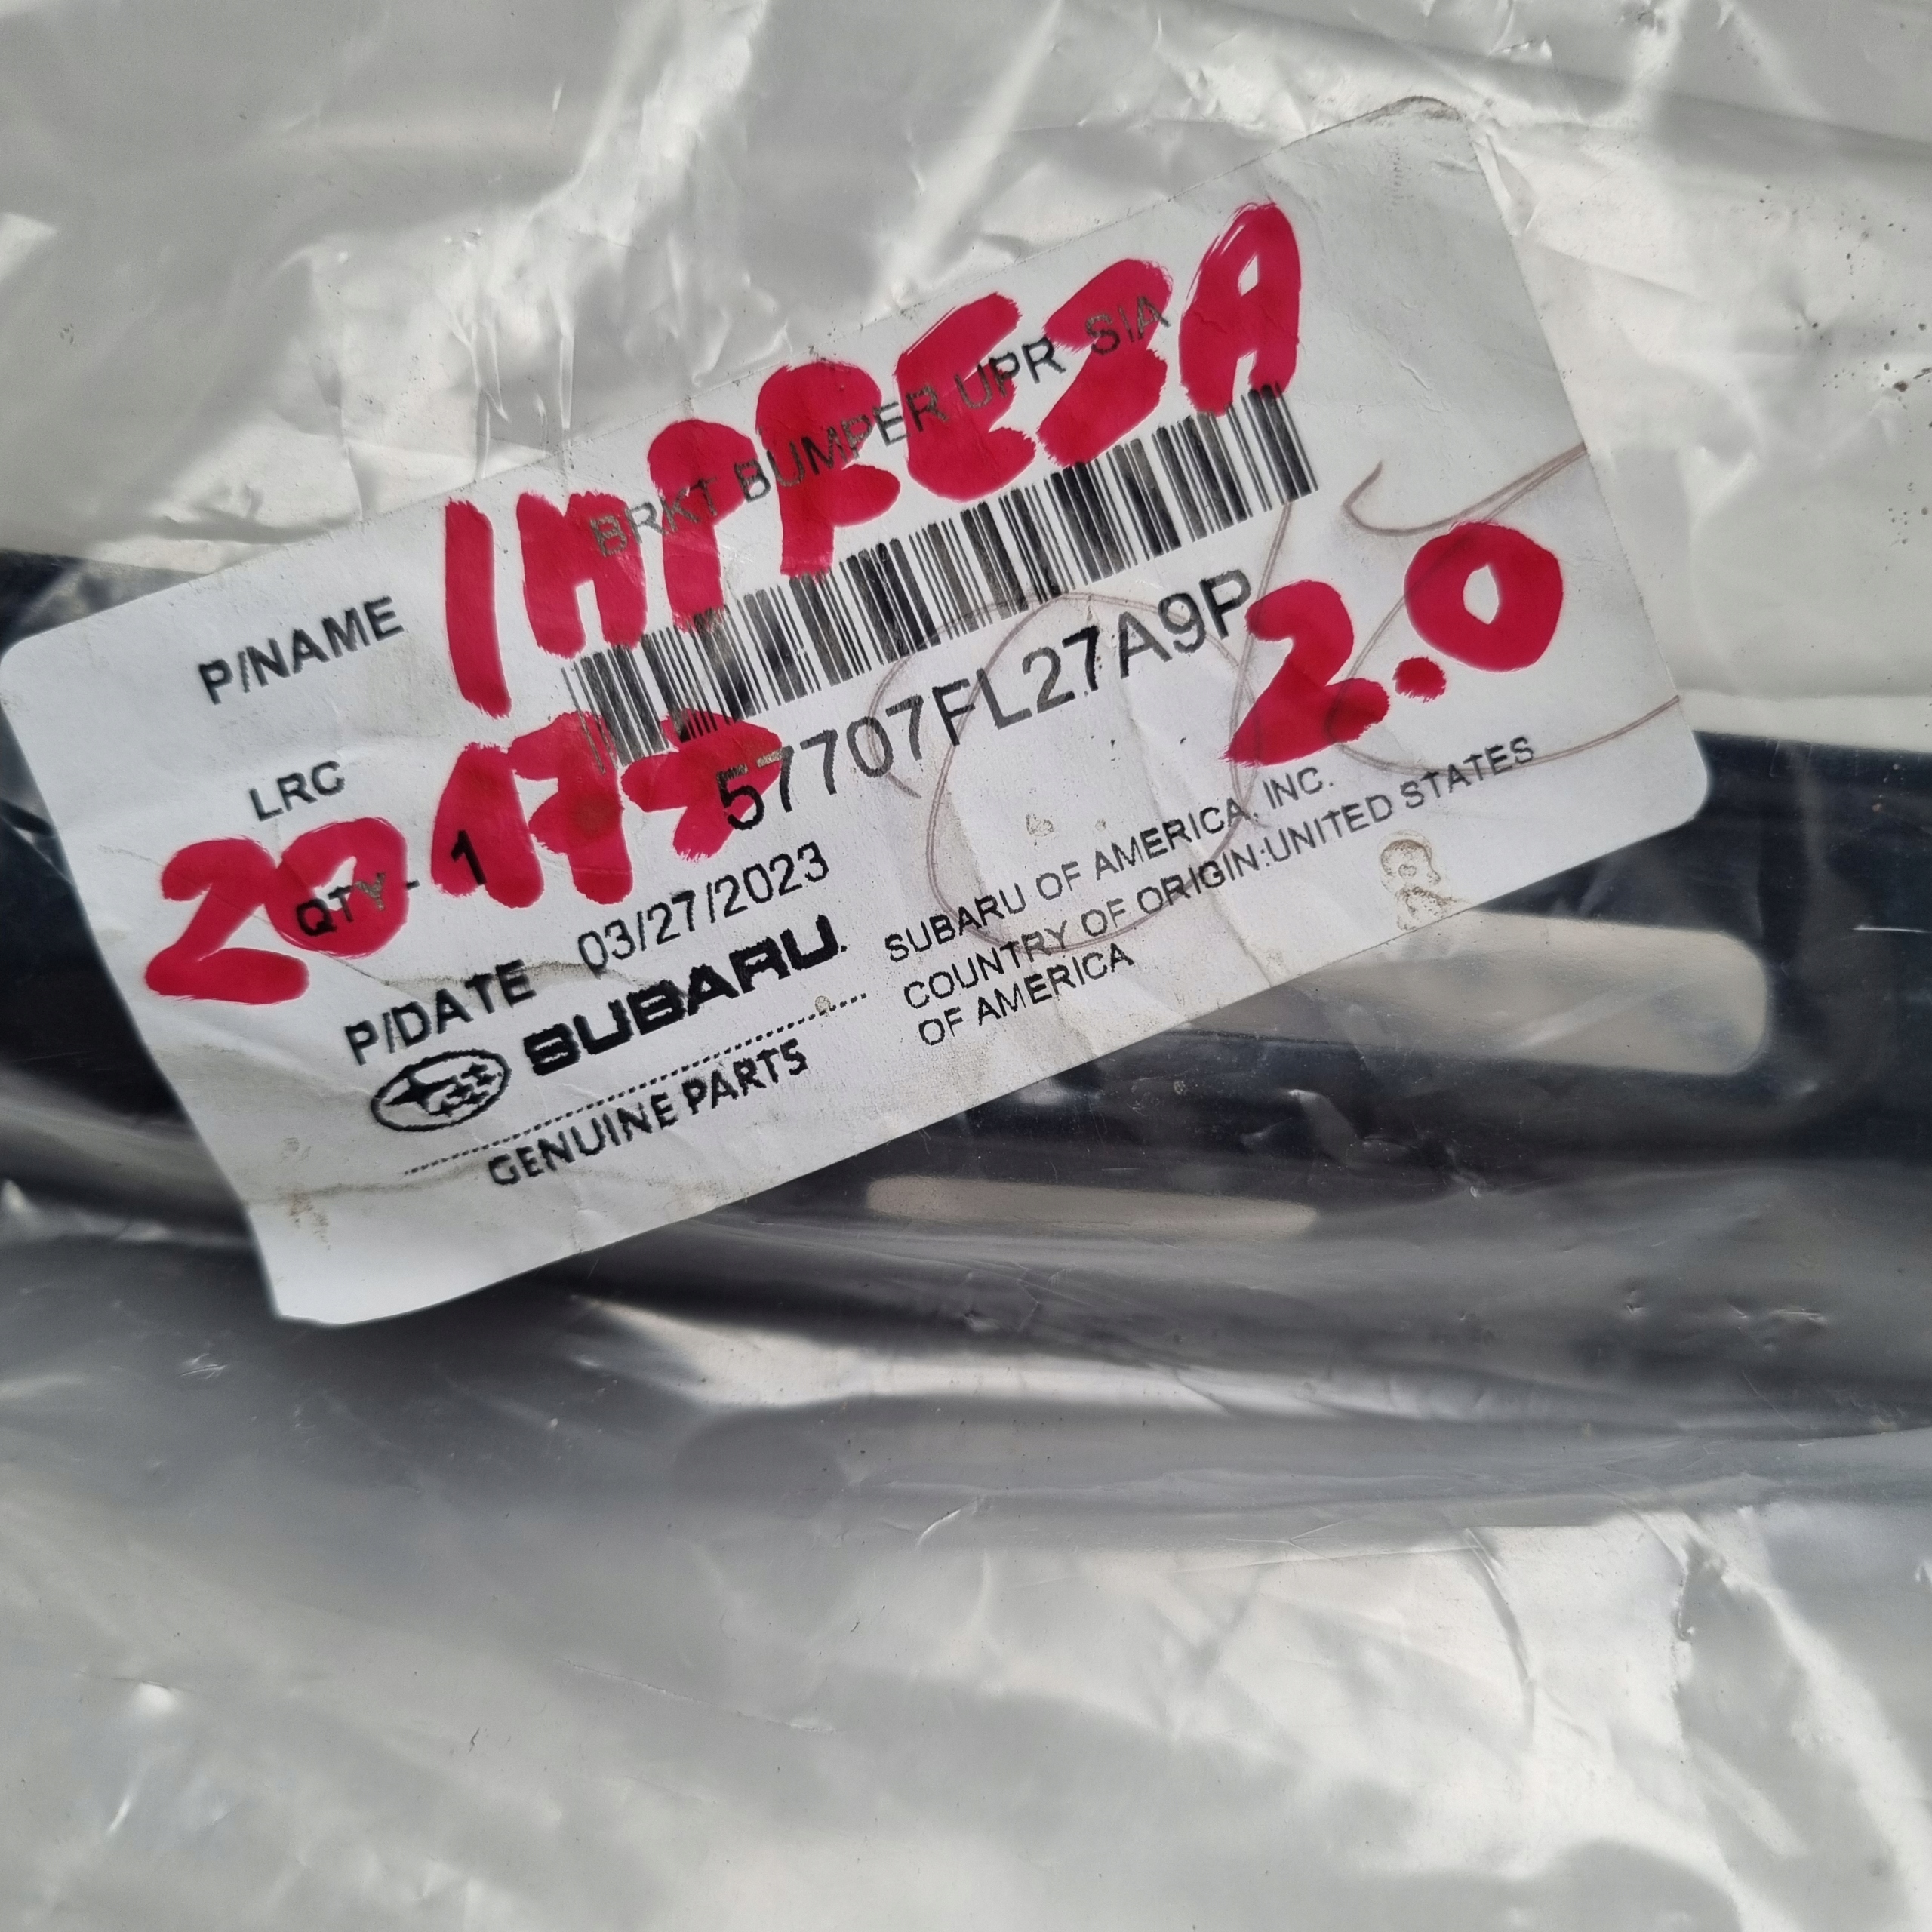 P/NAME BRKT BUMPER UPR SIA
IMPREZA
LRC 57707FL27A9P
2017→ 2.0
QTY - 1
P/DATE 03/27/2023
SUBARU
GENUINE PARTS
SUBARU OF AMERICA, INC.
COUNTRY OF ORIGIN:UNITED STATES
OF AMERICA